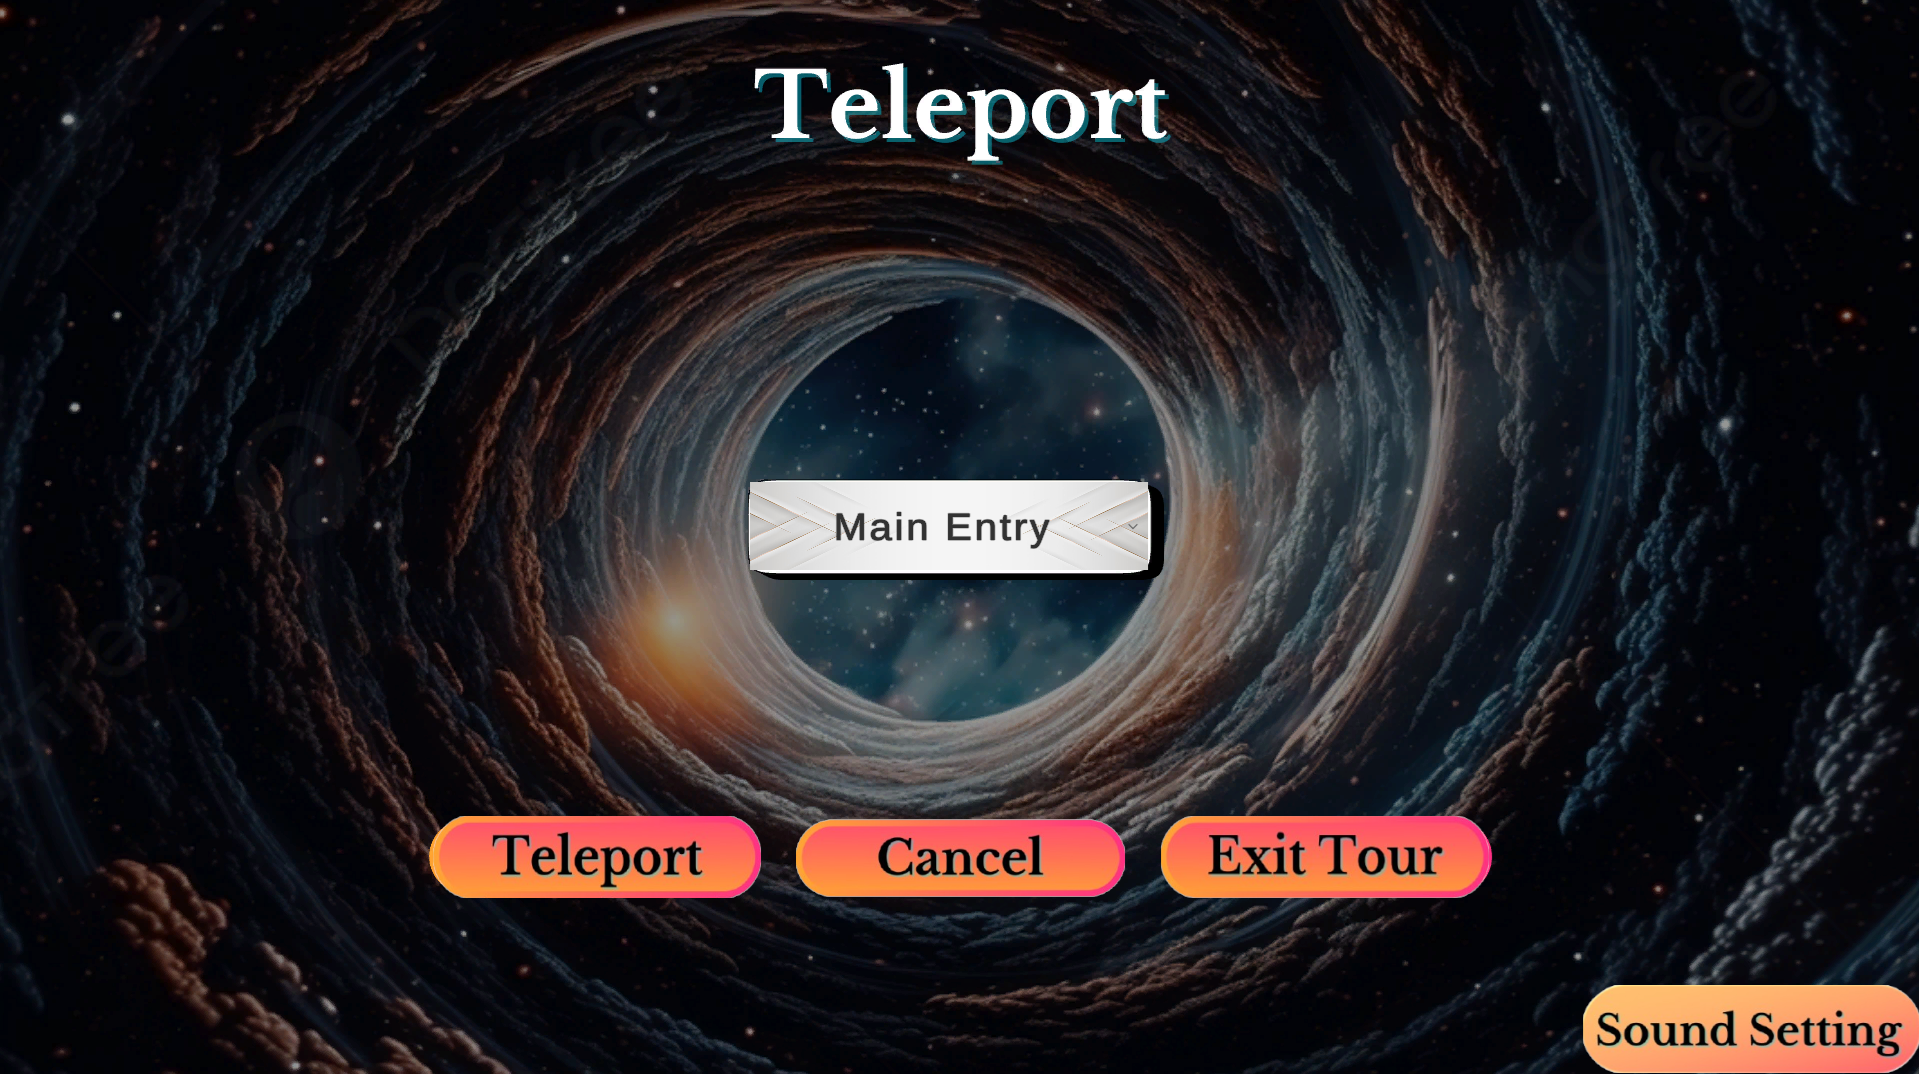 Teleport
Main Entry
Teleport
Cancel
Exit Tour
Sound Setting